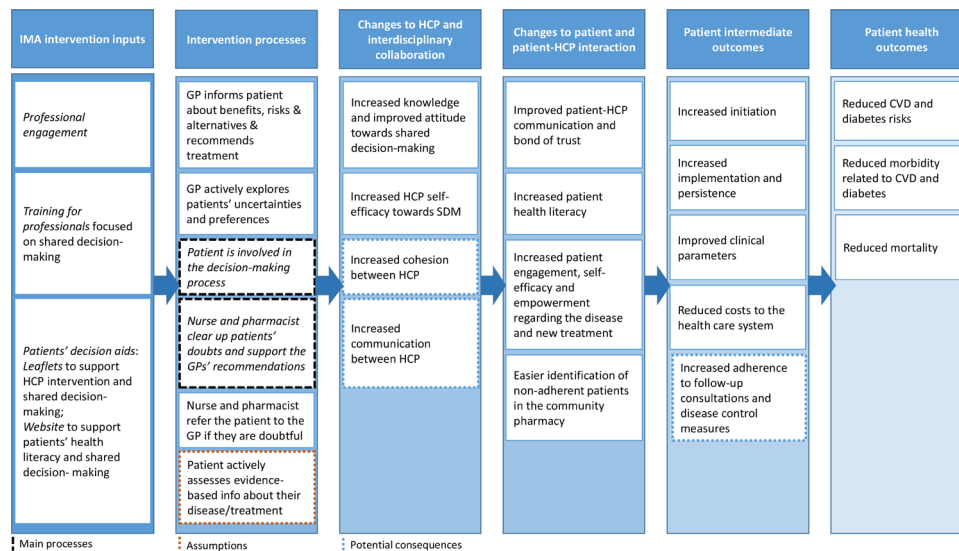 IMA intervention inputs
Professional
engagement
Training for
professionals focused
on shared decision-
making
Patients’ decision aids:
Leaflets to support
HCP intervention and
shared decision-
making;
Website to support
patients’ health
literacy and shared
decision- making
Intervention processes
GP informs patient
about benefits, risks &
alternatives &
recommends
treatment
GP actively explores
patients’ uncertainties
and preferences
Patient is involved in
the decision-making
process
Nurse and pharmacist
clear up patients’
doubts and support the
GPs’ recommendations
Nurse and pharmacist
refer the patient to the
GP if they are doubtful
Patient actively
assesses evidence-
based info about their
disease/treatment
Changes to HCP and
interdisciplinary
collaboration
Increased knowledge
and improved attitude
towards shared
decision-making
Increased HCP self-
efficacy towards SDM
Increased cohesion
between HCP
Increased
communication
between HCP
Changes to patient and
patient-HCP interaction
Improved patient-HCP
communication and
bond of trust
Increased patient
health literacy
Increased patient
engagement, self-
efficacy and
empowerment
regarding the disease
and new treatment
Easier identification of
non-adherent patients
in the community
pharmacy
Patient intermediate
outcomes
Increased initiation
Increased
implementation and
persistence
Improved clinical
parameters
Reduced costs to the
health care system
Increased adherence
to follow-up
consultations and
disease control
measures
Patient health
outcomes
Reduced CVD and
diabetes risks
Reduced morbidity
related to CVD and
diabetes
Reduced mortality
Main processes
Assumptions
Potential consequences